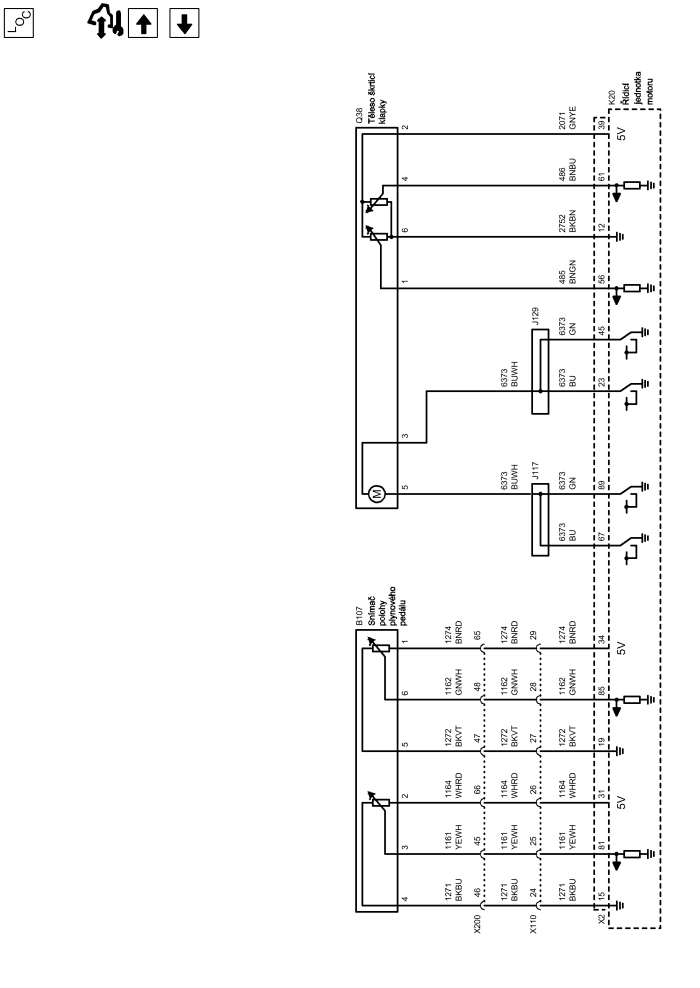 LOC
K20
Řídicí
jednotka
motoru
Q38
Těleso škrticí
klapky
2
2071
GNYE
39
5V
4
486
BNBU
61
6
2752
BKBN
12
1
485
BNGN
56
J129
6373
GN
45
6373
BUWH
6373
BU
23
3
5
M
6373
BUWH
J117
6373
GN
89
6373
BU
67
B107
Snímač
polohy
plynového
pedálu
1
1274
BNRD
65
1274
BNRD
29
1274
BNRD
34
5V
6
1162
GNWH
48
1162
GNWH
28
1162
GNWH
85
5
1272
BKVT
47
1272
BKVT
27
1272
BKVT
19
2
1164
WHRD
66
1164
WHRD
26
1164
WHRD
31
5V
3
1161
YEWH
45
1161
YEWH
25
1161
YEWH
81
4
1271
BKBU
46
1271
BKBU
24
1271
BKBU
15
X200
X110
X2